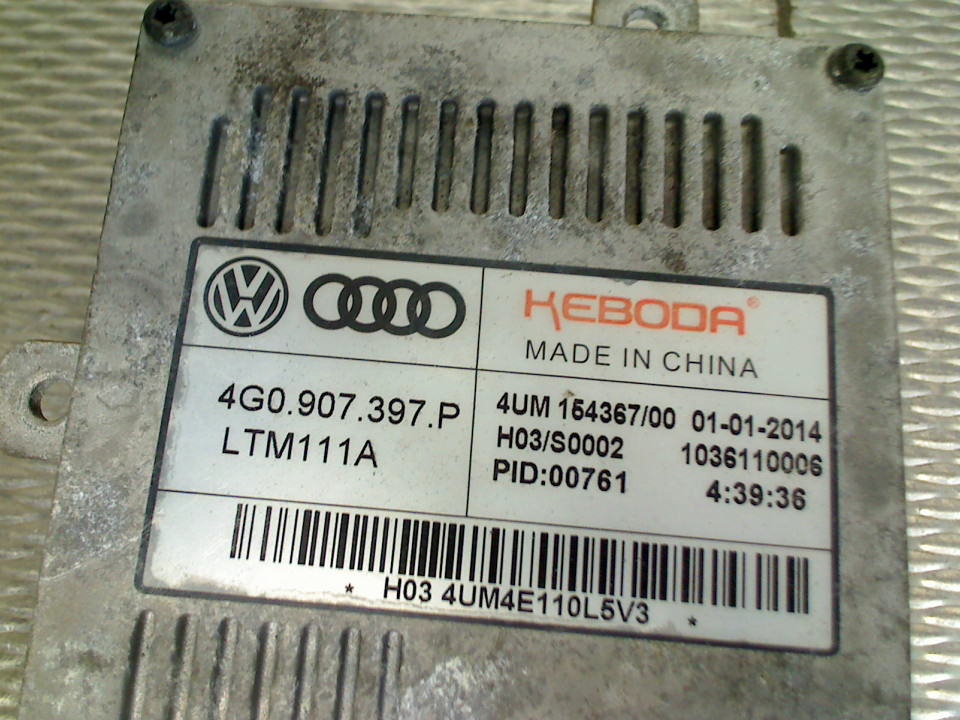 KEBODA®
MADE IN CHINA
4G0.907.397.P
LTM111A
4UM 154367/00 01-01-2014
H03/S0002 1036110006
PID:00761 4:39:36
* H03 4UM4E110L5V3 *